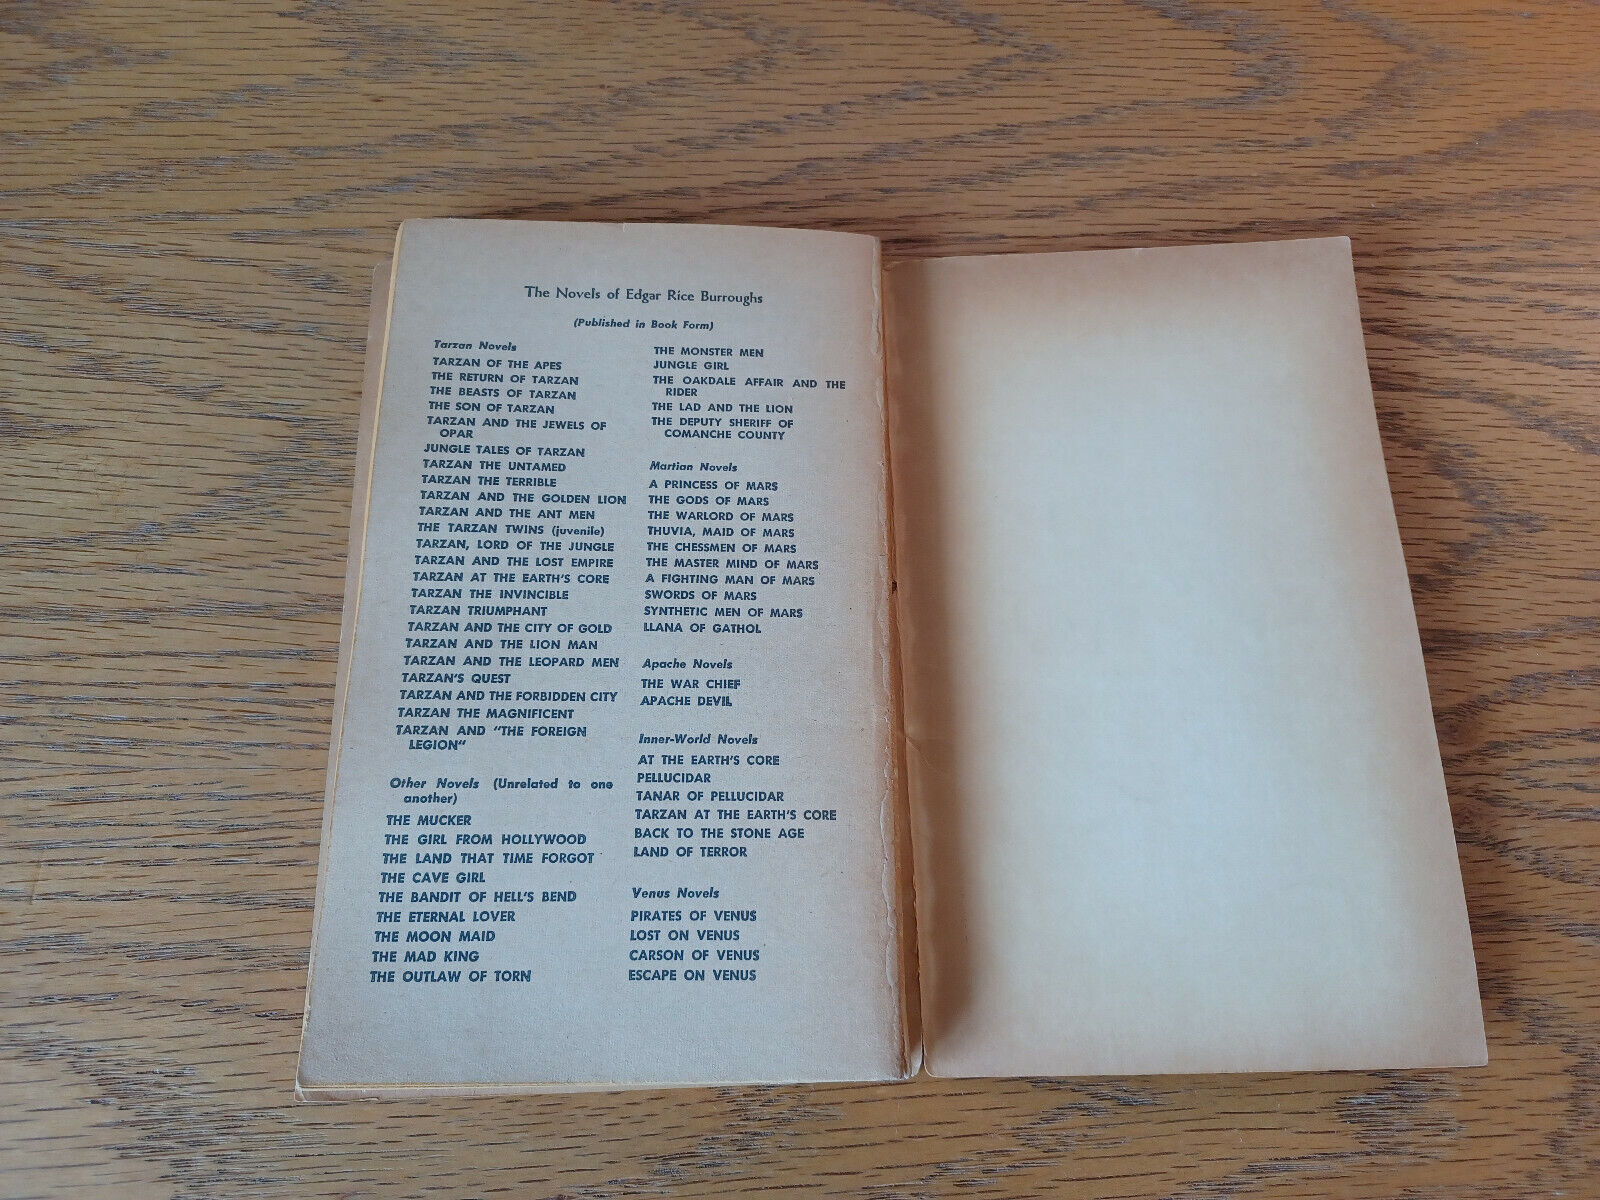 The Novels of Edgar Rice Burroughs
(Published in Book Form)
Tarzan Novels
TARZAN OF THE APES
THE RETURN OF TARZAN
THE BEASTS OF TARZAN
THE SON OF TARZAN
TARZAN AND THE JEWELS OF
OPAR
JUNGLE TALES OF TARZAN
TARZAN THE UNTAMED
TARZAN THE TERRIBLE
TARZAN AND THE GOLDEN LION
TARZAN AND THE ANT MEN
THE TARZAN TWINS (juvenile)
TARZAN, LORD OF THE JUNGLE
TARZAN AND THE LOST EMPIRE
TARZAN AT THE EARTH'S CORE
TARZAN THE INVINCIBLE
TARZAN TRIUMPHANT
TARZAN AND THE CITY OF GOLD
TARZAN AND THE LION MAN
TARZAN AND THE LEOPARD MEN
TARZAN'S QUEST
TARZAN AND THE FORBIDDEN CITY
TARZAN THE MAGNIFICENT
TARZAN AND "THE FOREIGN
LEGION"
Other Novels (Unrelated to one
another)
THE MUCKER
THE GIRL FROM HOLLYWOOD
THE LAND THAT TIME FORGOT
THE CAVE GIRL
THE BANDIT OF HELL'S BEND
THE ETERNAL LOVER
THE MOON MAID
THE MAD KING
THE OUTLAW OF TORN
THE MONSTER MEN
JUNGLE GIRL
THE OAKDALE AFFAIR AND THE
RIDER
THE LAD AND THE LION
THE DEPUTY SHERIFF OF
COMANCHE COUNTY
Martian Novels
A PRINCESS OF MARS
THE GODS OF MARS
THE WARLORD OF MARS
THUVIA, MAID OF MARS
THE CHESSMEN OF MARS
THE MASTER MIND OF MARS
A FIGHTING MAN OF MARS
SWORDS OF MARS
SYNTHETIC MEN OF MARS
LLANA OF GATHOL
Apache Novels
THE WAR CHIEF
APACHE DEVIL
Inner-World Novels
AT THE EARTH'S CORE
PELLUCIDAR
TANAR OF PELLUCIDAR
TARZAN AT THE EARTH'S CORE
BACK TO THE STONE AGE
LAND OF TERROR
Venus Novels
PIRATES OF VENUS
LOST ON VENUS
CARSON OF VENUS
ESCAPE ON VENUS